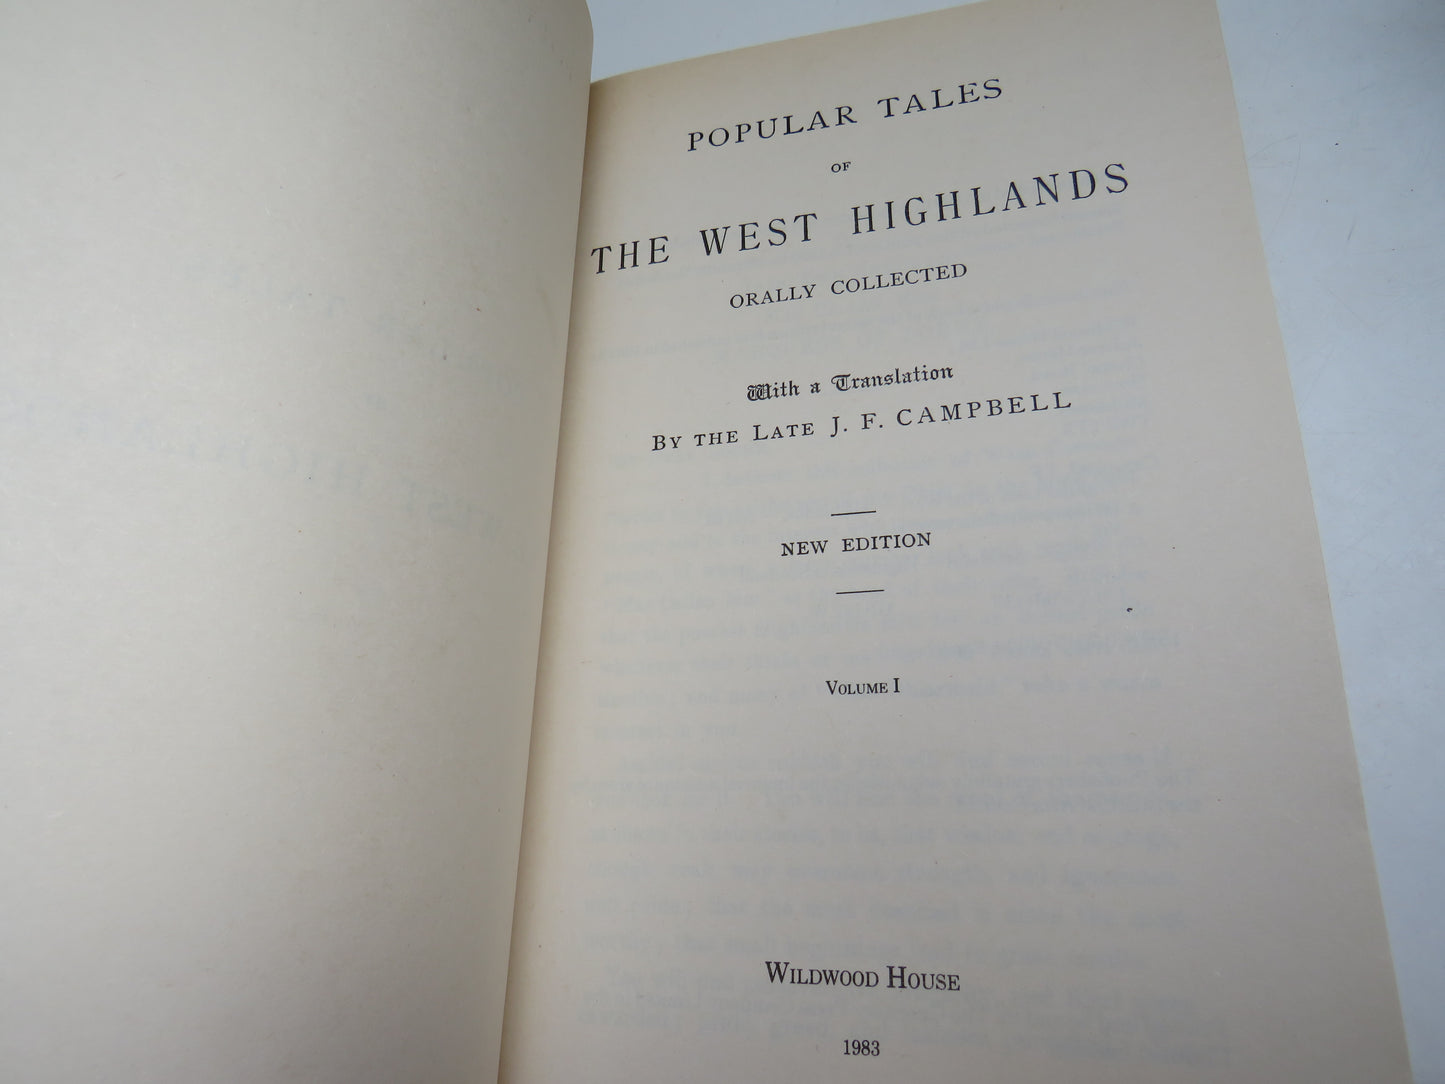 POPULAR TALES
OF
THE WEST HIGHLANDS
ORALLY COLLECTED
With a Translation
BY THE LATE J. F. CAMPBELL
NEW EDITION
VOLUME I
WILDWOOD HOUSE
1983